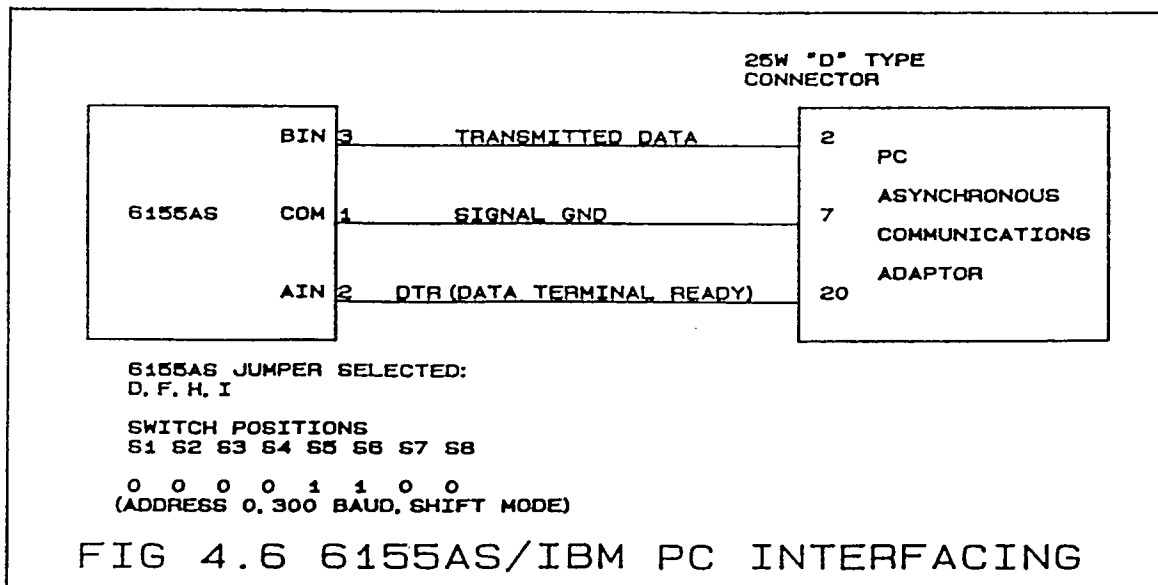 25W "D" TYPE
CONNECTOR
BIN 3 TRANSMITTED DATA 2
PC
6155AS COM 1 SIGNAL GND 7
ASYNCHRONOUS
COMMUNICATIONS
ADAPTOR
AIN 2 DTR (DATA TERMINAL READY) 20
6155AS JUMPER SELECTED:
D, F, H, I
SWITCH POSITIONS
S1 S2 S3 S4 S5 S6 S7 S8
0 0 0 0 1 1 0 0
(ADDRESS 0, 300 BAUD, SHIFT MODE)
FIG 4.6 6155AS/IBM PC INTERFACING